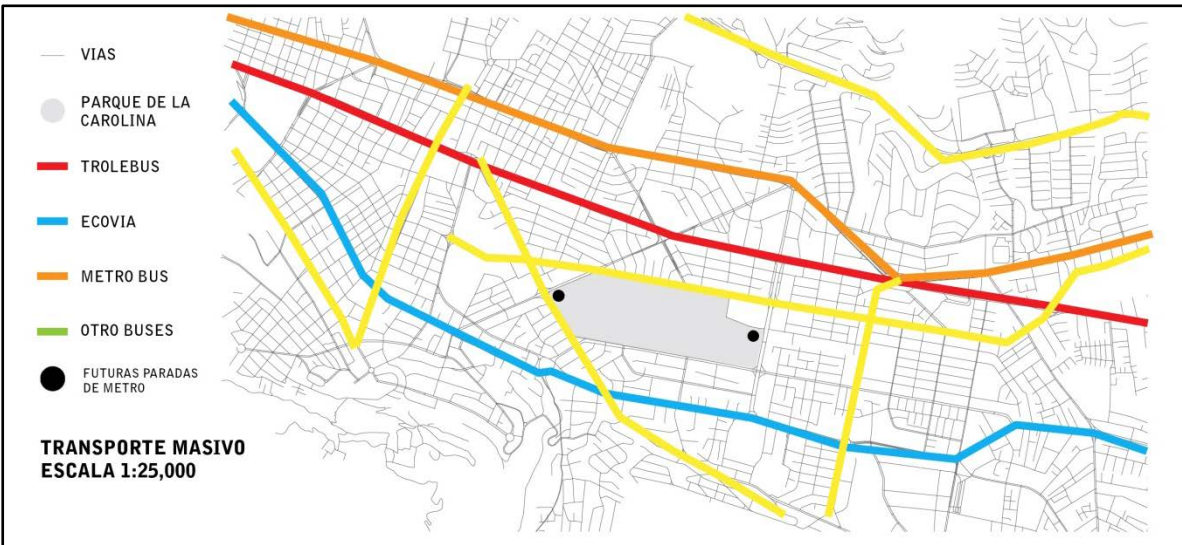 VIAS
PARQUE DE LA
CAROLINA
TROLEBUS
ECOVIA
METRO BUS
OTRO BUSES
FUTURAS PARADAS
DE METRO
TRANSPORTE MASIVO
ESCALA 1:25,000